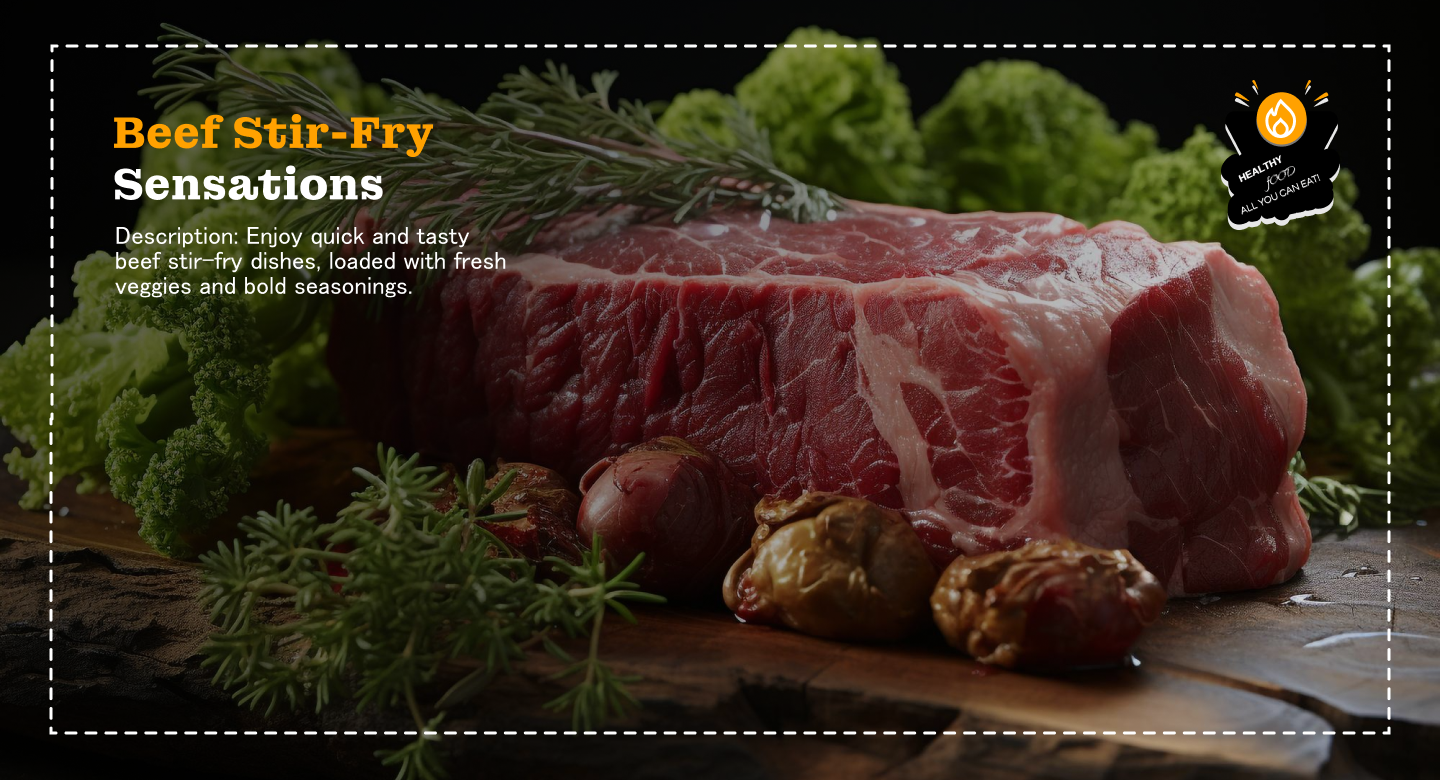 Beef Stir-Fry
Sensations
Description: Enjoy quick and tasty
beef stir–fry dishes, loaded with fresh
veggies and bold seasonings.
HEALTHY
fOOD
ALL YOU CAN EAT!